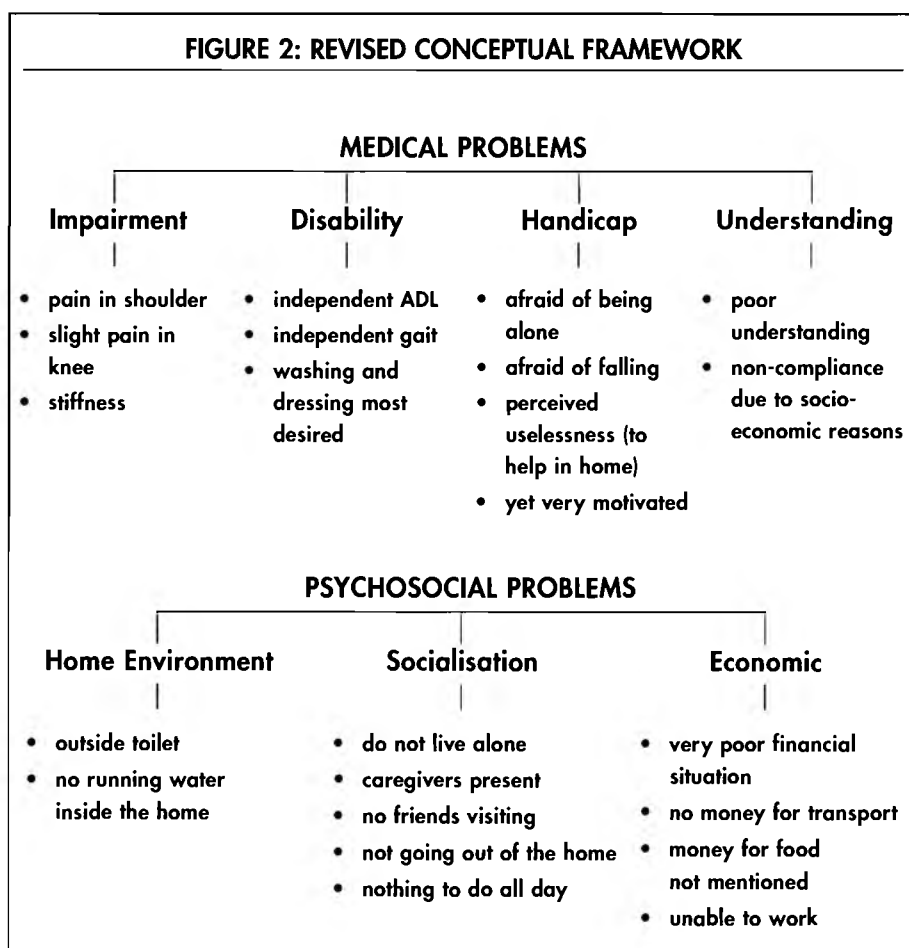 FIGURE 2: REVISED CONCEPTUAL FRAMEWORK
MEDICAL PROBLEMS
Impairment
• pain in shoulder
• slight pain in
knee
• stiffness
Disability
• independent ADL
• independent gait
• washing and
dressing most
desired
Handicap
• afraid of being
alone
• afraid of falling
• perceived
uselessness (to
help in home)
• yet very motivated
Understanding
• poor
understanding
• non-compliance
due to socio-
economic reasons
PSYCHOSOCIAL PROBLEMS
Home Environment
• outside toilet
• no running water
inside the home
Socialisation
• do not live alone
• caregivers present
• no friends visiting
• not going out of the home
• nothing to do all day
Economic
• very poor financial
situation
• no money for transport
• money for food
not mentioned
• unable to work